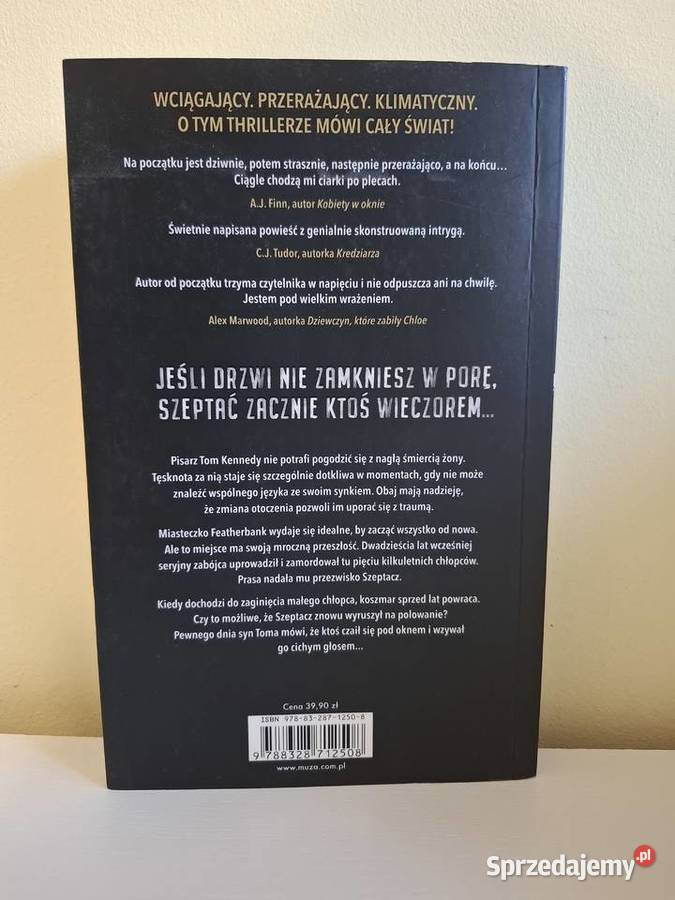 WCIĄGAJĄCY. PRZERAŻAJĄCY. KLIMATYCZNY.
O TYM THRILLERZE MÓWI CAŁY ŚWIAT!
Na początku jest dziwnie, potem strasznie, następnie przerażająco, a na końcu...
Ciągle chodzą mi ciarki po plecach.
A.J. Finn, autor Kobiety w oknie
Świetnie napisana powieść z genialnie skonstruowaną intrygą.
C.J. Tudor, autorka Kredziarza
Autor od początku trzyma czytelnika w napięciu i nie odpuszcza ani na chwilę.
Jestem pod wielkim wrażeniem.
Alex Marwood, autorka Dziewczyn, które zabiły Chloe
JEŚLI DRZWI NIE ZAMKNIESZ W PORĘ,
SZEPTAĆ ZACZNIE KTOŚ WIECZOREM...
Pisarz Tom Kennedy nie potrafi pogodzić się z nagłą śmiercią żony.
Tęsknota za nią staje się szczególnie dotkliwa w momentach, gdy nie może
znaleźć wspólnego języka ze swoim synkiem. Obaj mają nadzieję,
że zmiana otoczenia pozwoli im uporać się z traumą.
Miasteczko Featherbank wydaje się idealne, by zacząć wszystko od nowa.
Ale to miejsce ma swoją mroczną przeszłość. Dwadzieścia lat wcześniej
seryjny zabójca uprowadził i zamordował tu pięciu kilkuletnich chłopców.
Prasa nadała mu przezwisko Szeptacz.
Kiedy dochodzi do zaginięcia małego chłopca, koszmar sprzed lat powraca.
Czy to możliwe, że Szeptacz znowu wyruszył na polowanie?
Pewnego dnia syn Toma mówi, że ktoś czaił się pod oknem i wzywał
go cichym głosem...
Cena 39,90 zł
ISBN 978-83-287-1250-8
9 788328 712508
www.muza.com.pl
Sprzedajemy.pl